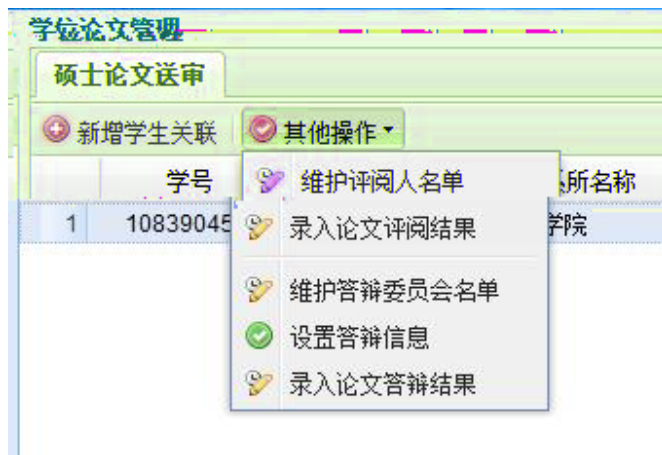 学位论文管理
硕士论文送审
新增学生关联 其他操作
学号 所名称
维护评阅人名单
1 10839045 学院
录入论文评阅结果
维护答辩委员会名单
设置答辩信息
录入论文答辩结果